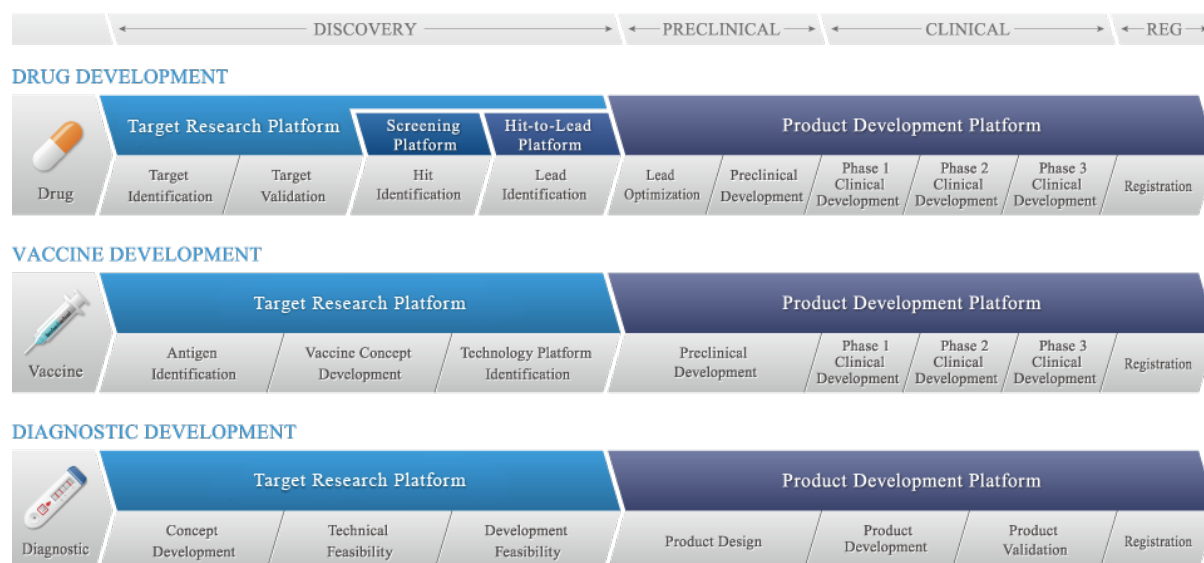 DISCOVERY PRECLINICAL CLINICAL REG
DRUG DEVELOPMENT
Drug
Target Research Platform
Screening
Platform
Hit-to-Lead
Platform
Product Development Platform
Target
Identification
Target
Validation
Hit
Identification
Lead
Identification
Lead
Optimization
Preclinical
Development
Phase 1
Clinical
Development
Phase 2
Clinical
Development
Phase 3
Clinical
Development
Registration
VACCINE DEVELOPMENT
Vaccine
Target Research Platform
Product Development Platform
Antigen
Identification
Vaccine Concept
Development
Technology Platform
Identification
Preclinical
Development
Phase 1
Clinical
Development
Phase 2
Clinical
Development
Phase 3
Clinical
Development
Registration
DIAGNOSTIC DEVELOPMENT
Diagnostic
Target Research Platform
Product Development Platform
Concept
Development
Technical
Feasibility
Development
Feasibility
Product Design
Product
Development
Product
Validation
Registration